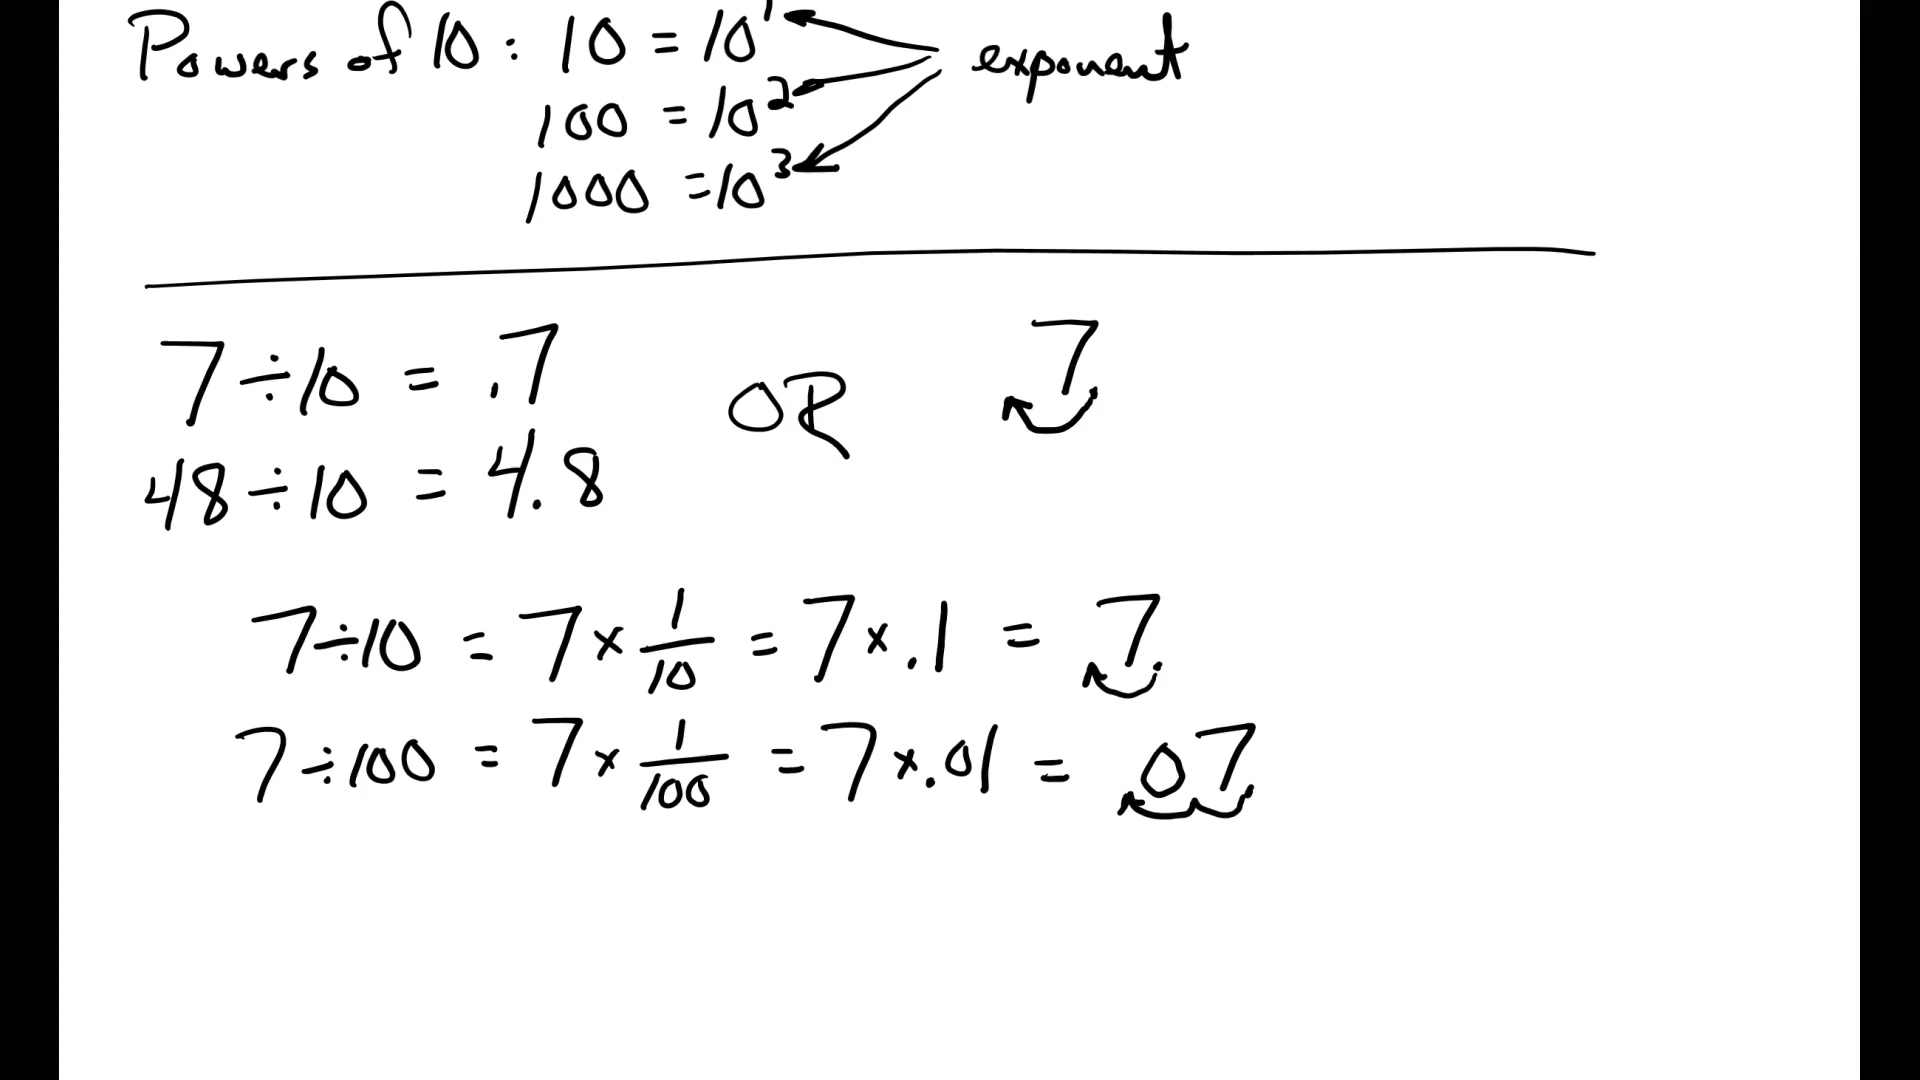 Powers of 10 : 10 = 10¹ exponent
100 = 10²
1000 = 10³
7 ÷ 10 = .7 OR 7
48 ÷ 10 = 4.8
7 ÷ 10 = 7 × 1/10 = 7 × .1 = 7
7 ÷ 100 = 7 × 1/100 = 7 × .01 = 07